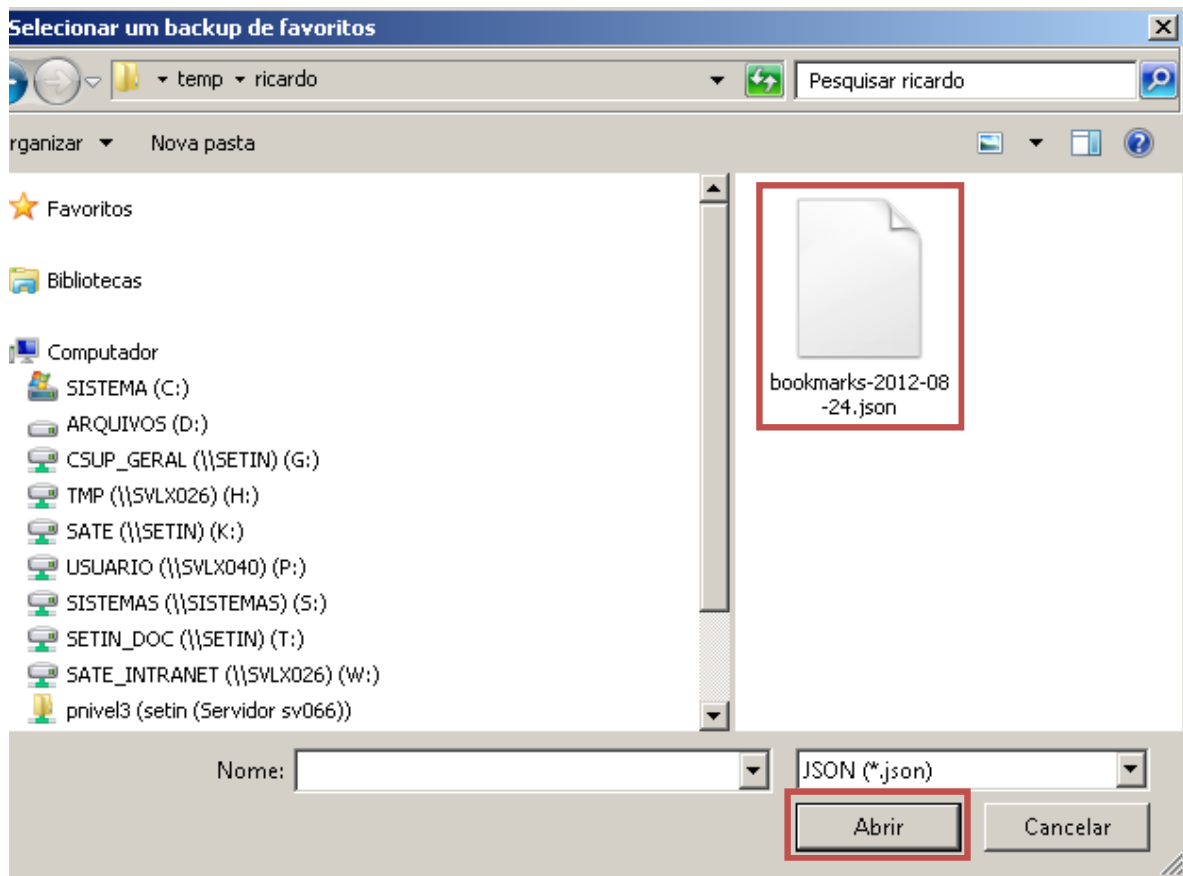 Selecionar um backup de favoritos
temp ricardo
Pesquisar ricardo
rganizar
Nova pasta
Favoritos
Bibliotecas
Computador
SISTEMA (C:)
ARQUIVOS (D:)
CSUP_GERAL (\\SETIN) (G:)
TMP (\\SVLX026) (H:)
SATE (\\SETIN) (K:)
USUARIO (\\SVLX040) (P:)
SISTEMAS (\\SISTEMAS) (S:)
SETIN_DOC (\\SETIN) (T:)
SATE_INTRANET (\\SVLX026) (W:)
pnivel3 (setin (Servidor sv066))
bookmarks-2012-08
-24.json
Nome:
JSON (*.json)
Abrir
Cancelar